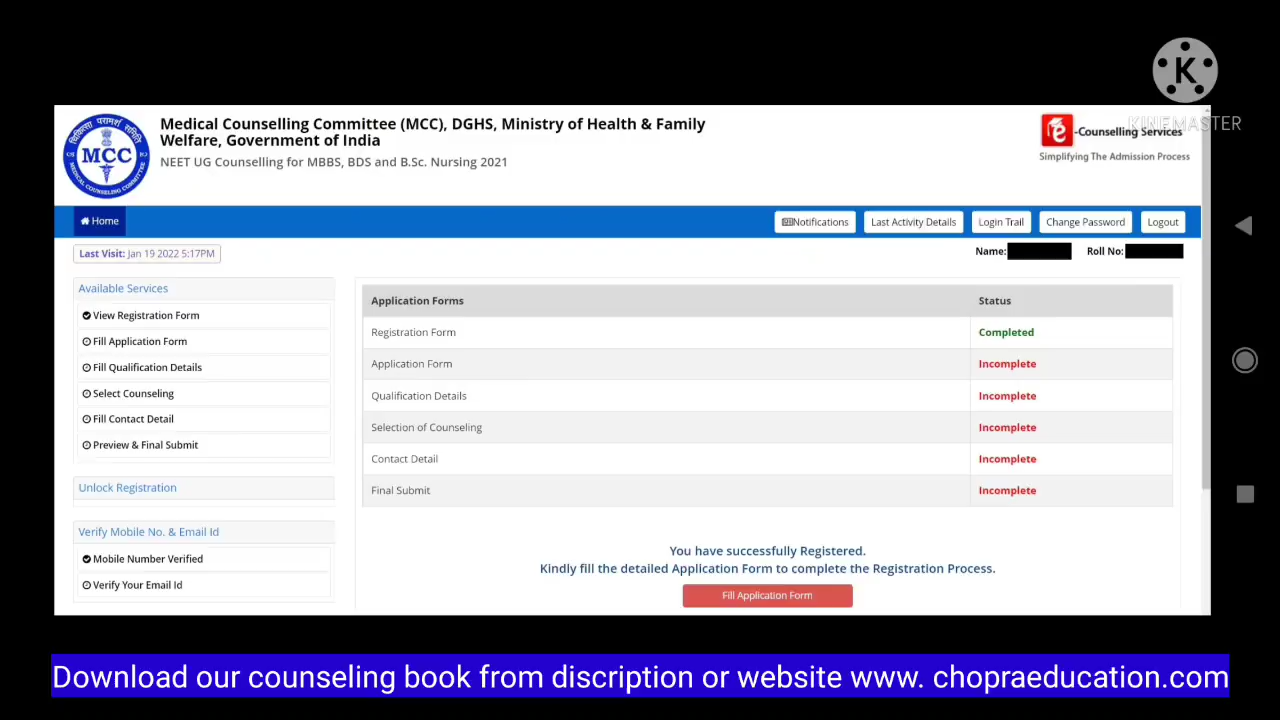 K
KINEMASTER
Medical Counselling Committee (MCC), DGHS, Ministry of Health & Family
Welfare, Government of India
NEET UG Counselling for MBBS, BDS and B.Sc. Nursing 2021
चिकित्सा परामर्श समिति
MCC
MEDICAL COUNSELING COMMITTEE
e-Counselling Services
Simplifying The Admission Process
Home
Notifications
Last Activity Details
Login Trail
Change Password
Logout
Last Visit: Jan 19 2022 5:17PM
Name:
Roll No:
Available Services
View Registration Form
Fill Application Form
Fill Qualification Details
Select Counseling
Fill Contact Detail
Preview & Final Submit
Unlock Registration
Verify Mobile No. & Email Id
Mobile Number Verified
Verify Your Email Id
Application Forms Status
Registration Form Completed
Application Form Incomplete
Qualification Details Incomplete
Selection of Counseling Incomplete
Contact Detail Incomplete
Final Submit Incomplete
You have successfully Registered.
Kindly fill the detailed Application Form to complete the Registration Process.
Fill Application Form
Download our counseling book from discription or website www. chopraeducation.com